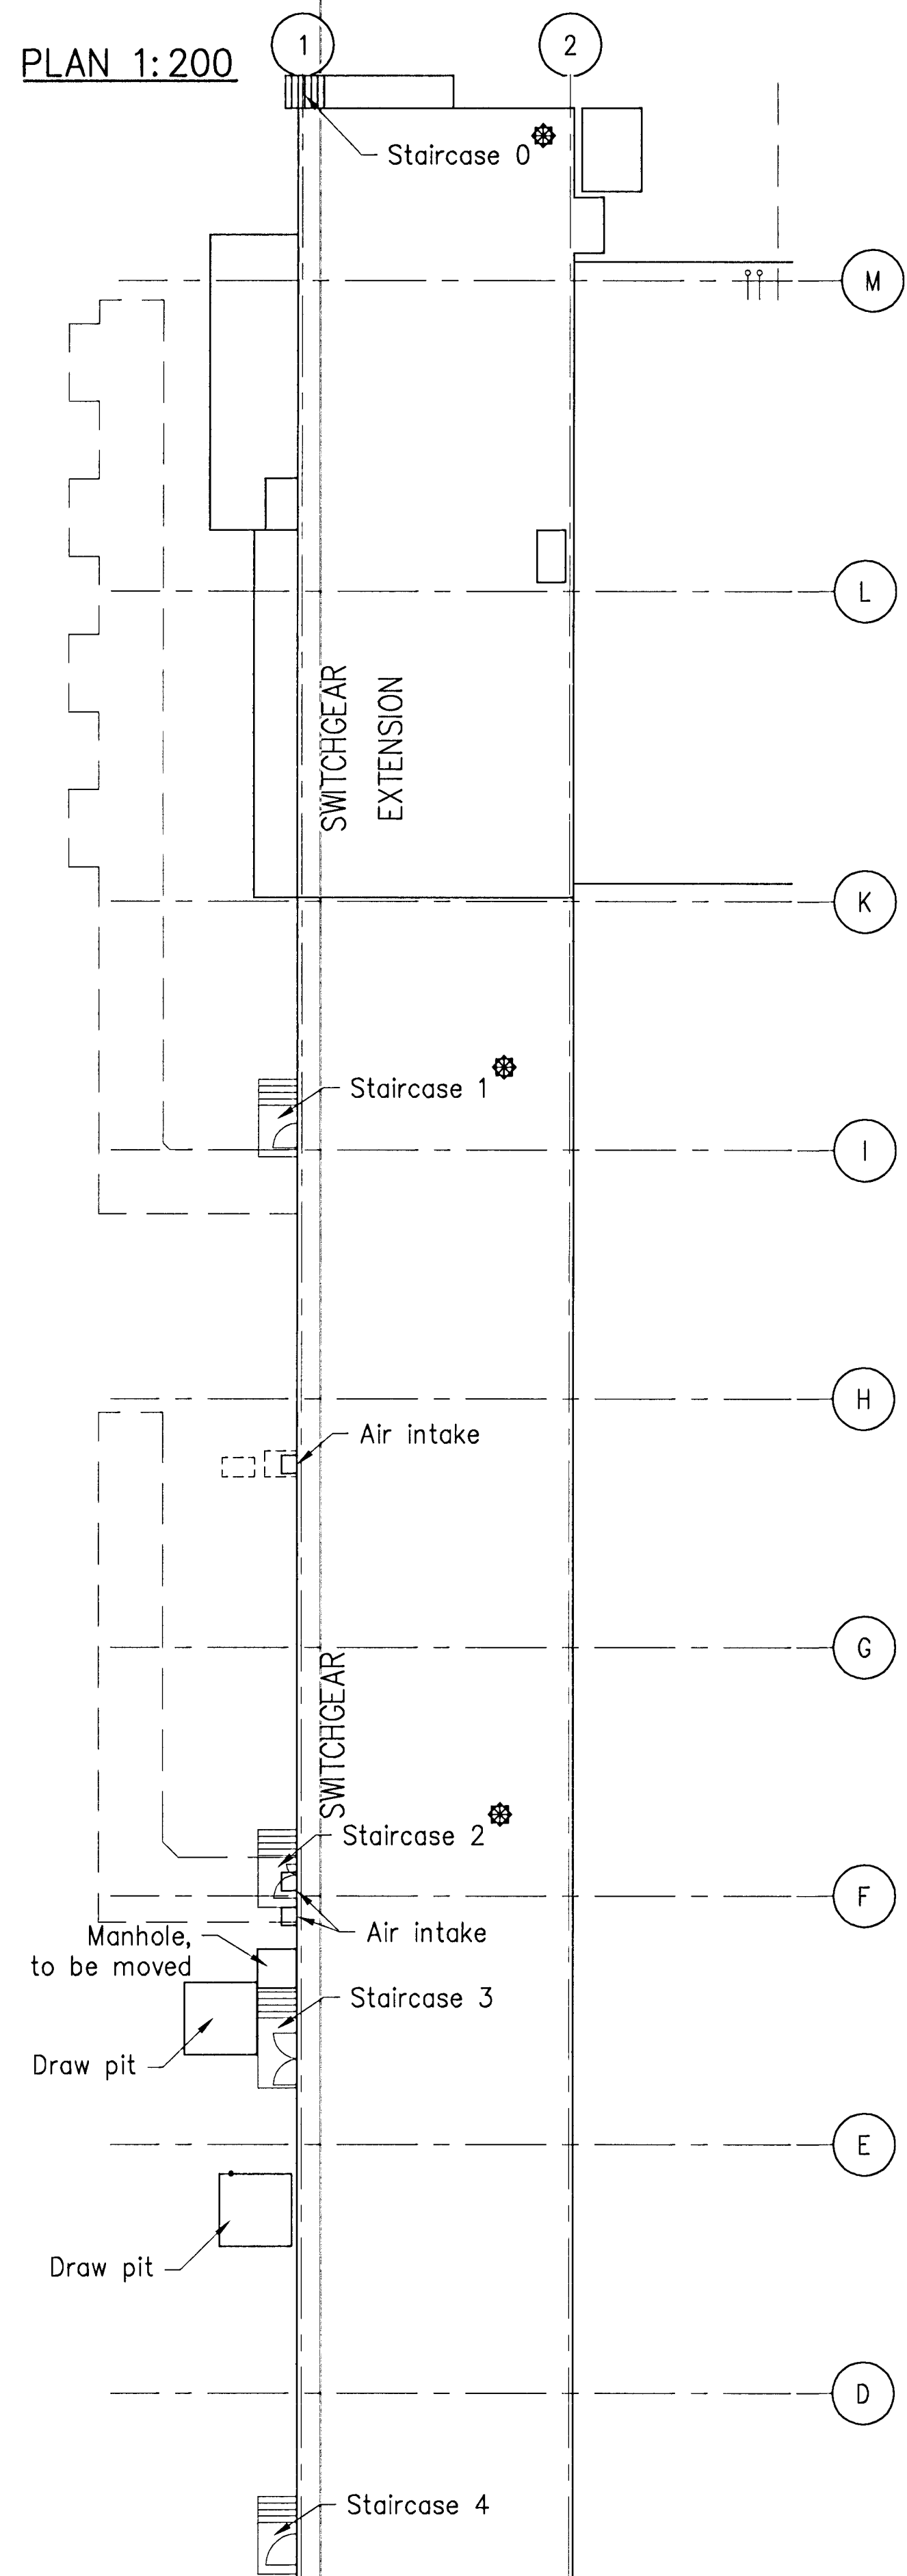 PLAN 1:200
1
2
Staircase 0
M
L
SWITCHGEAR
EXTENSION
K
Staircase 1
I
H
Air intake
G
SWITCHGEAR
Staircase 2
F
Air intake
Manhole,
to be moved
Staircase 3
Draw pit
E
Draw pit
D
Staircase 4